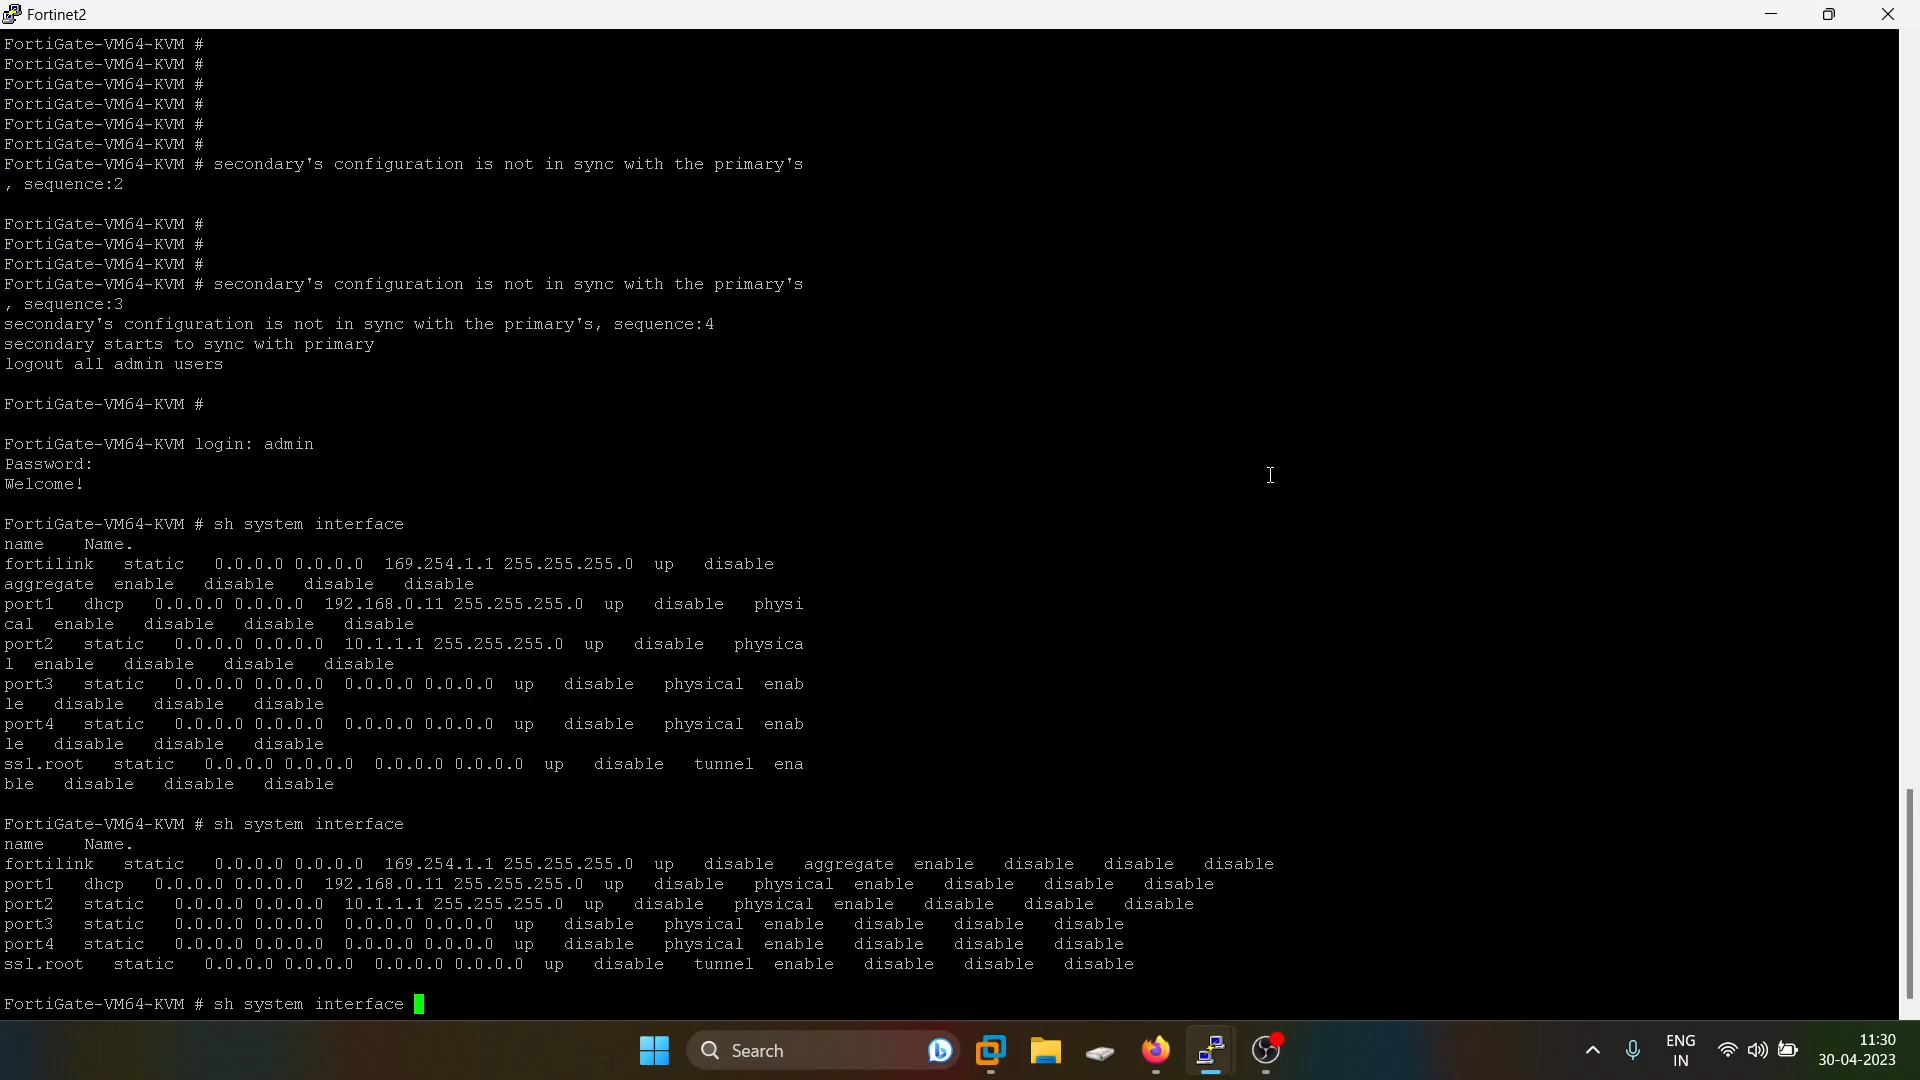 Fortinet2
FortiGate-VM64-KVM #
FortiGate-VM64-KVM #
FortiGate-VM64-KVM #
FortiGate-VM64-KVM #
FortiGate-VM64-KVM #
FortiGate-VM64-KVM #
FortiGate-VM64-KVM # secondary's configuration is not in sync with the primary's
, sequence:2
FortiGate-VM64-KVM #
FortiGate-VM64-KVM #
FortiGate-VM64-KVM #
FortiGate-VM64-KVM # secondary's configuration is not in sync with the primary's
, sequence:3
secondary's configuration is not in sync with the primary's, sequence:4
secondary starts to sync with primary
logout all admin users
FortiGate-VM64-KVM #
FortiGate-VM64-KVM login: admin
Password:
Welcome!
FortiGate-VM64-KVM # sh system interface
name    Name.
fortilink   static   0.0.0.0 0.0.0.0  169.254.1.1 255.255.255.0  up   disable
aggregate  enable   disable   disable   disable
port1   dhcp   0.0.0.0 0.0.0.0  192.168.0.11 255.255.255.0  up   disable   physi
cal  enable   disable   disable   disable
port2   static   0.0.0.0 0.0.0.0  10.1.1.1 255.255.255.0  up   disable   physica
l  enable   disable   disable   disable
port3   static   0.0.0.0 0.0.0.0  0.0.0.0 0.0.0.0  up   disable   physical  enab
le   disable   disable   disable
port4   static   0.0.0.0 0.0.0.0  0.0.0.0 0.0.0.0  up   disable   physical  enab
le   disable   disable   disable
ssl.root   static   0.0.0.0 0.0.0.0  0.0.0.0 0.0.0.0  up   disable   tunnel  ena
ble   disable   disable   disable
FortiGate-VM64-KVM # sh system interface
name    Name.
fortilink   static   0.0.0.0 0.0.0.0  169.254.1.1 255.255.255.0  up   disable   aggregate  enable   disable   disable   disable
port1   dhcp   0.0.0.0 0.0.0.0  192.168.0.11 255.255.255.0  up   disable   physical  enable   disable   disable   disable
port2   static   0.0.0.0 0.0.0.0  10.1.1.1 255.255.255.0  up   disable   physical  enable   disable   disable   disable
port3   static   0.0.0.0 0.0.0.0  0.0.0.0 0.0.0.0  up   disable   physical  enable   disable   disable   disable
port4   static   0.0.0.0 0.0.0.0  0.0.0.0 0.0.0.0  up   disable   physical  enable   disable   disable   disable
ssl.root   static   0.0.0.0 0.0.0.0  0.0.0.0 0.0.0.0  up   disable   tunnel  enable   disable   disable   disable
FortiGate-VM64-KVM # sh system interface
Search
ENG
IN
11:30
30-04-2023